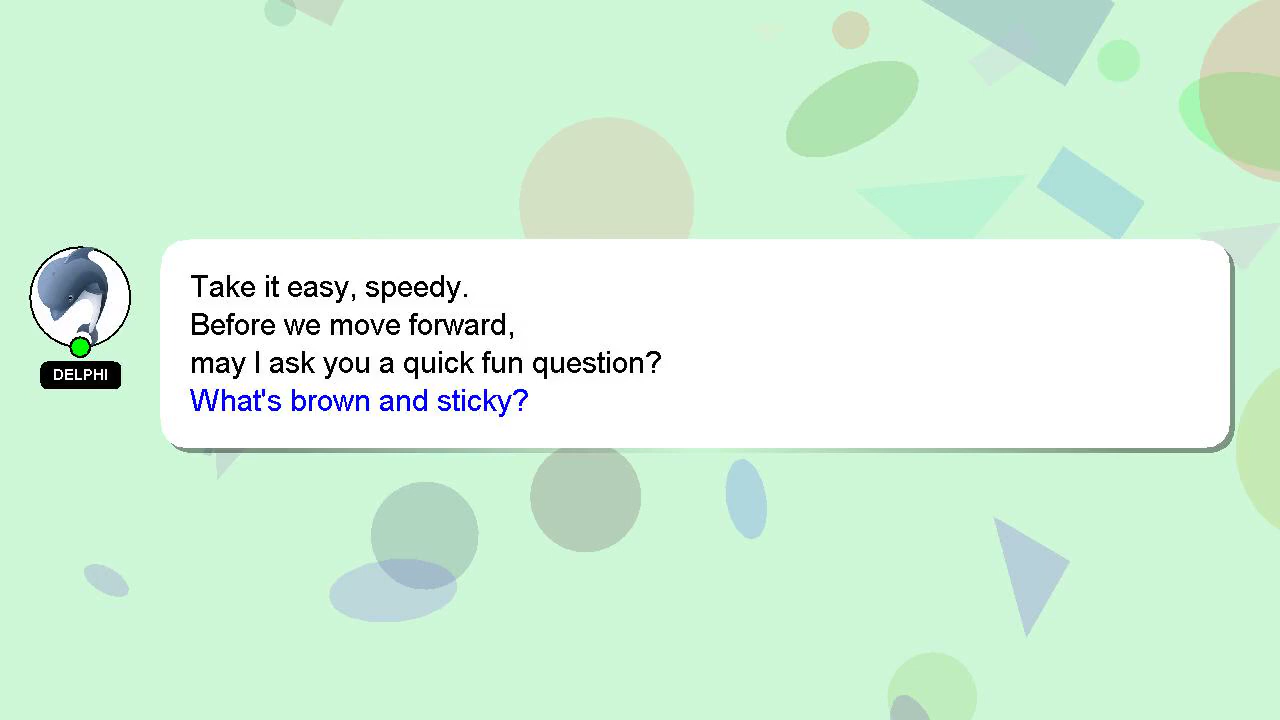 Take it easy, speedy.
Before we move forward,
may I ask you a quick fun question?
What's brown and sticky?
DELPHI